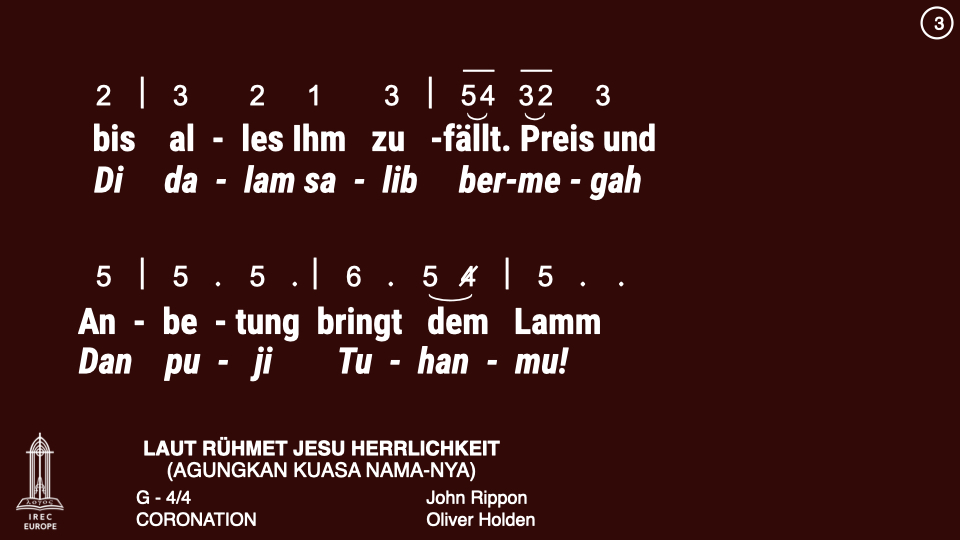 3
2 | 3 2 1 3 | 54 32 3
bis al - les Ihm zu -fällt. Preis und
Di da - lam sa - lib ber-me - gah
5 | 5 . 5 . | 6 . 5 4̸ | 5 . .
An - be - tung bringt dem Lamm
Dan pu - ji Tu - han - mu!
LAUT RÜHMET JESU HERRLICHKEIT
(AGUNGKAN KUASA NAMA-NYA)
G - 4/4 John Rippon
CORONATION Oliver Holden
ΛΟΓΟΣ
IREC
EUROPE